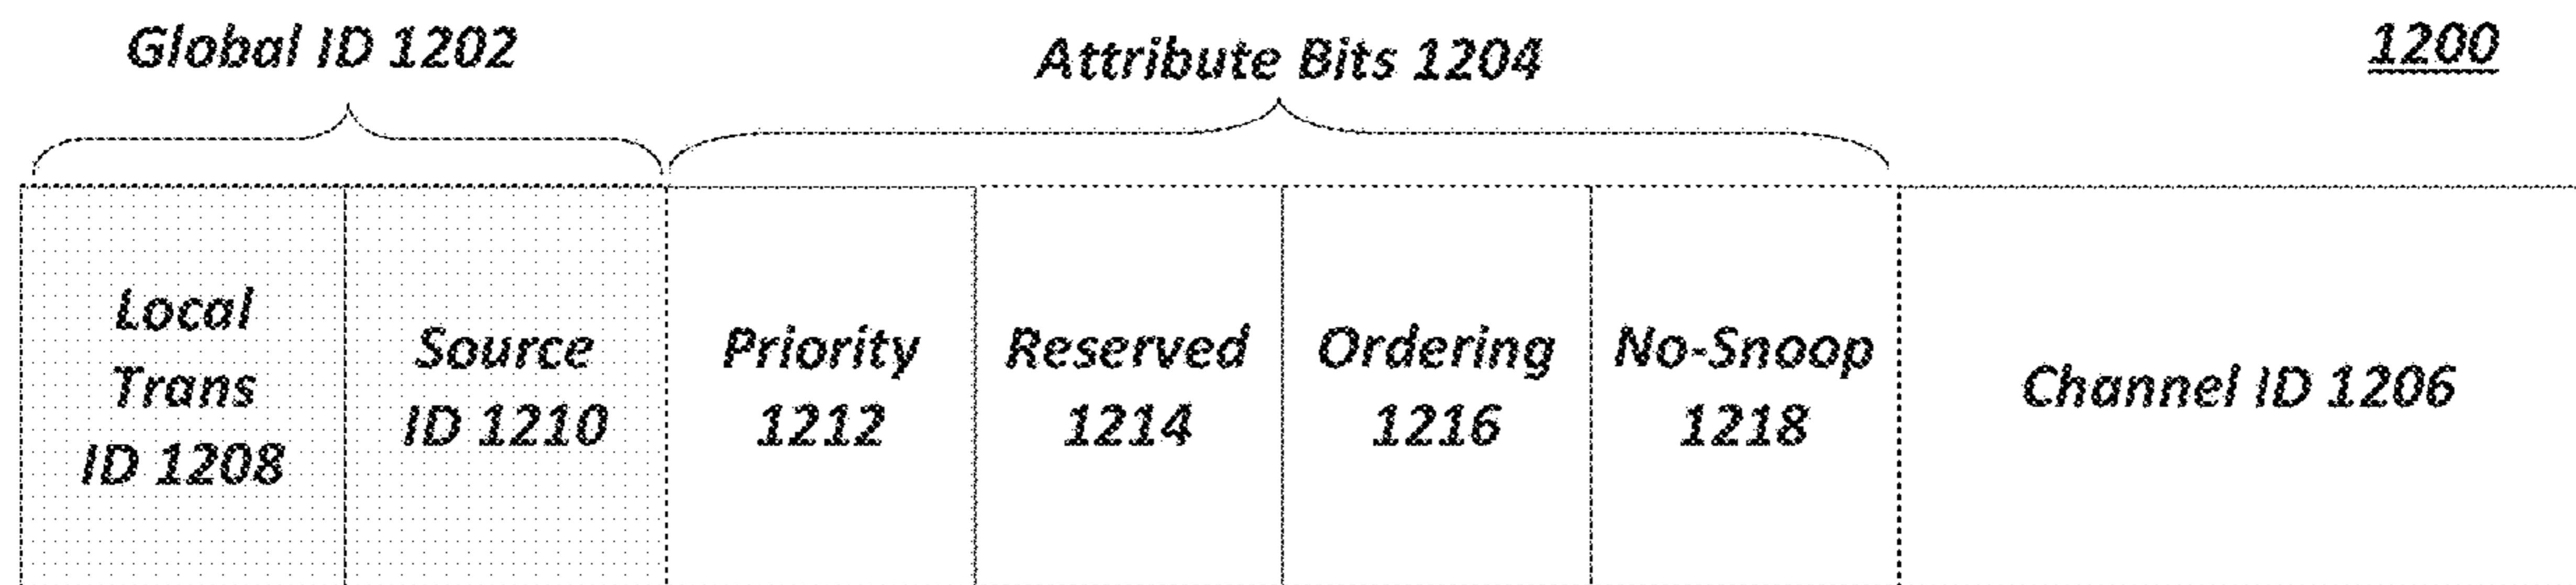 Global ID 1202
Attribute Bits 1204
1200
Local
Trans
ID 1208
Source
ID 1210
Priority
1212
Reserved
1214
Ordering
1216
No-Snoop
1218
Channel ID 1206